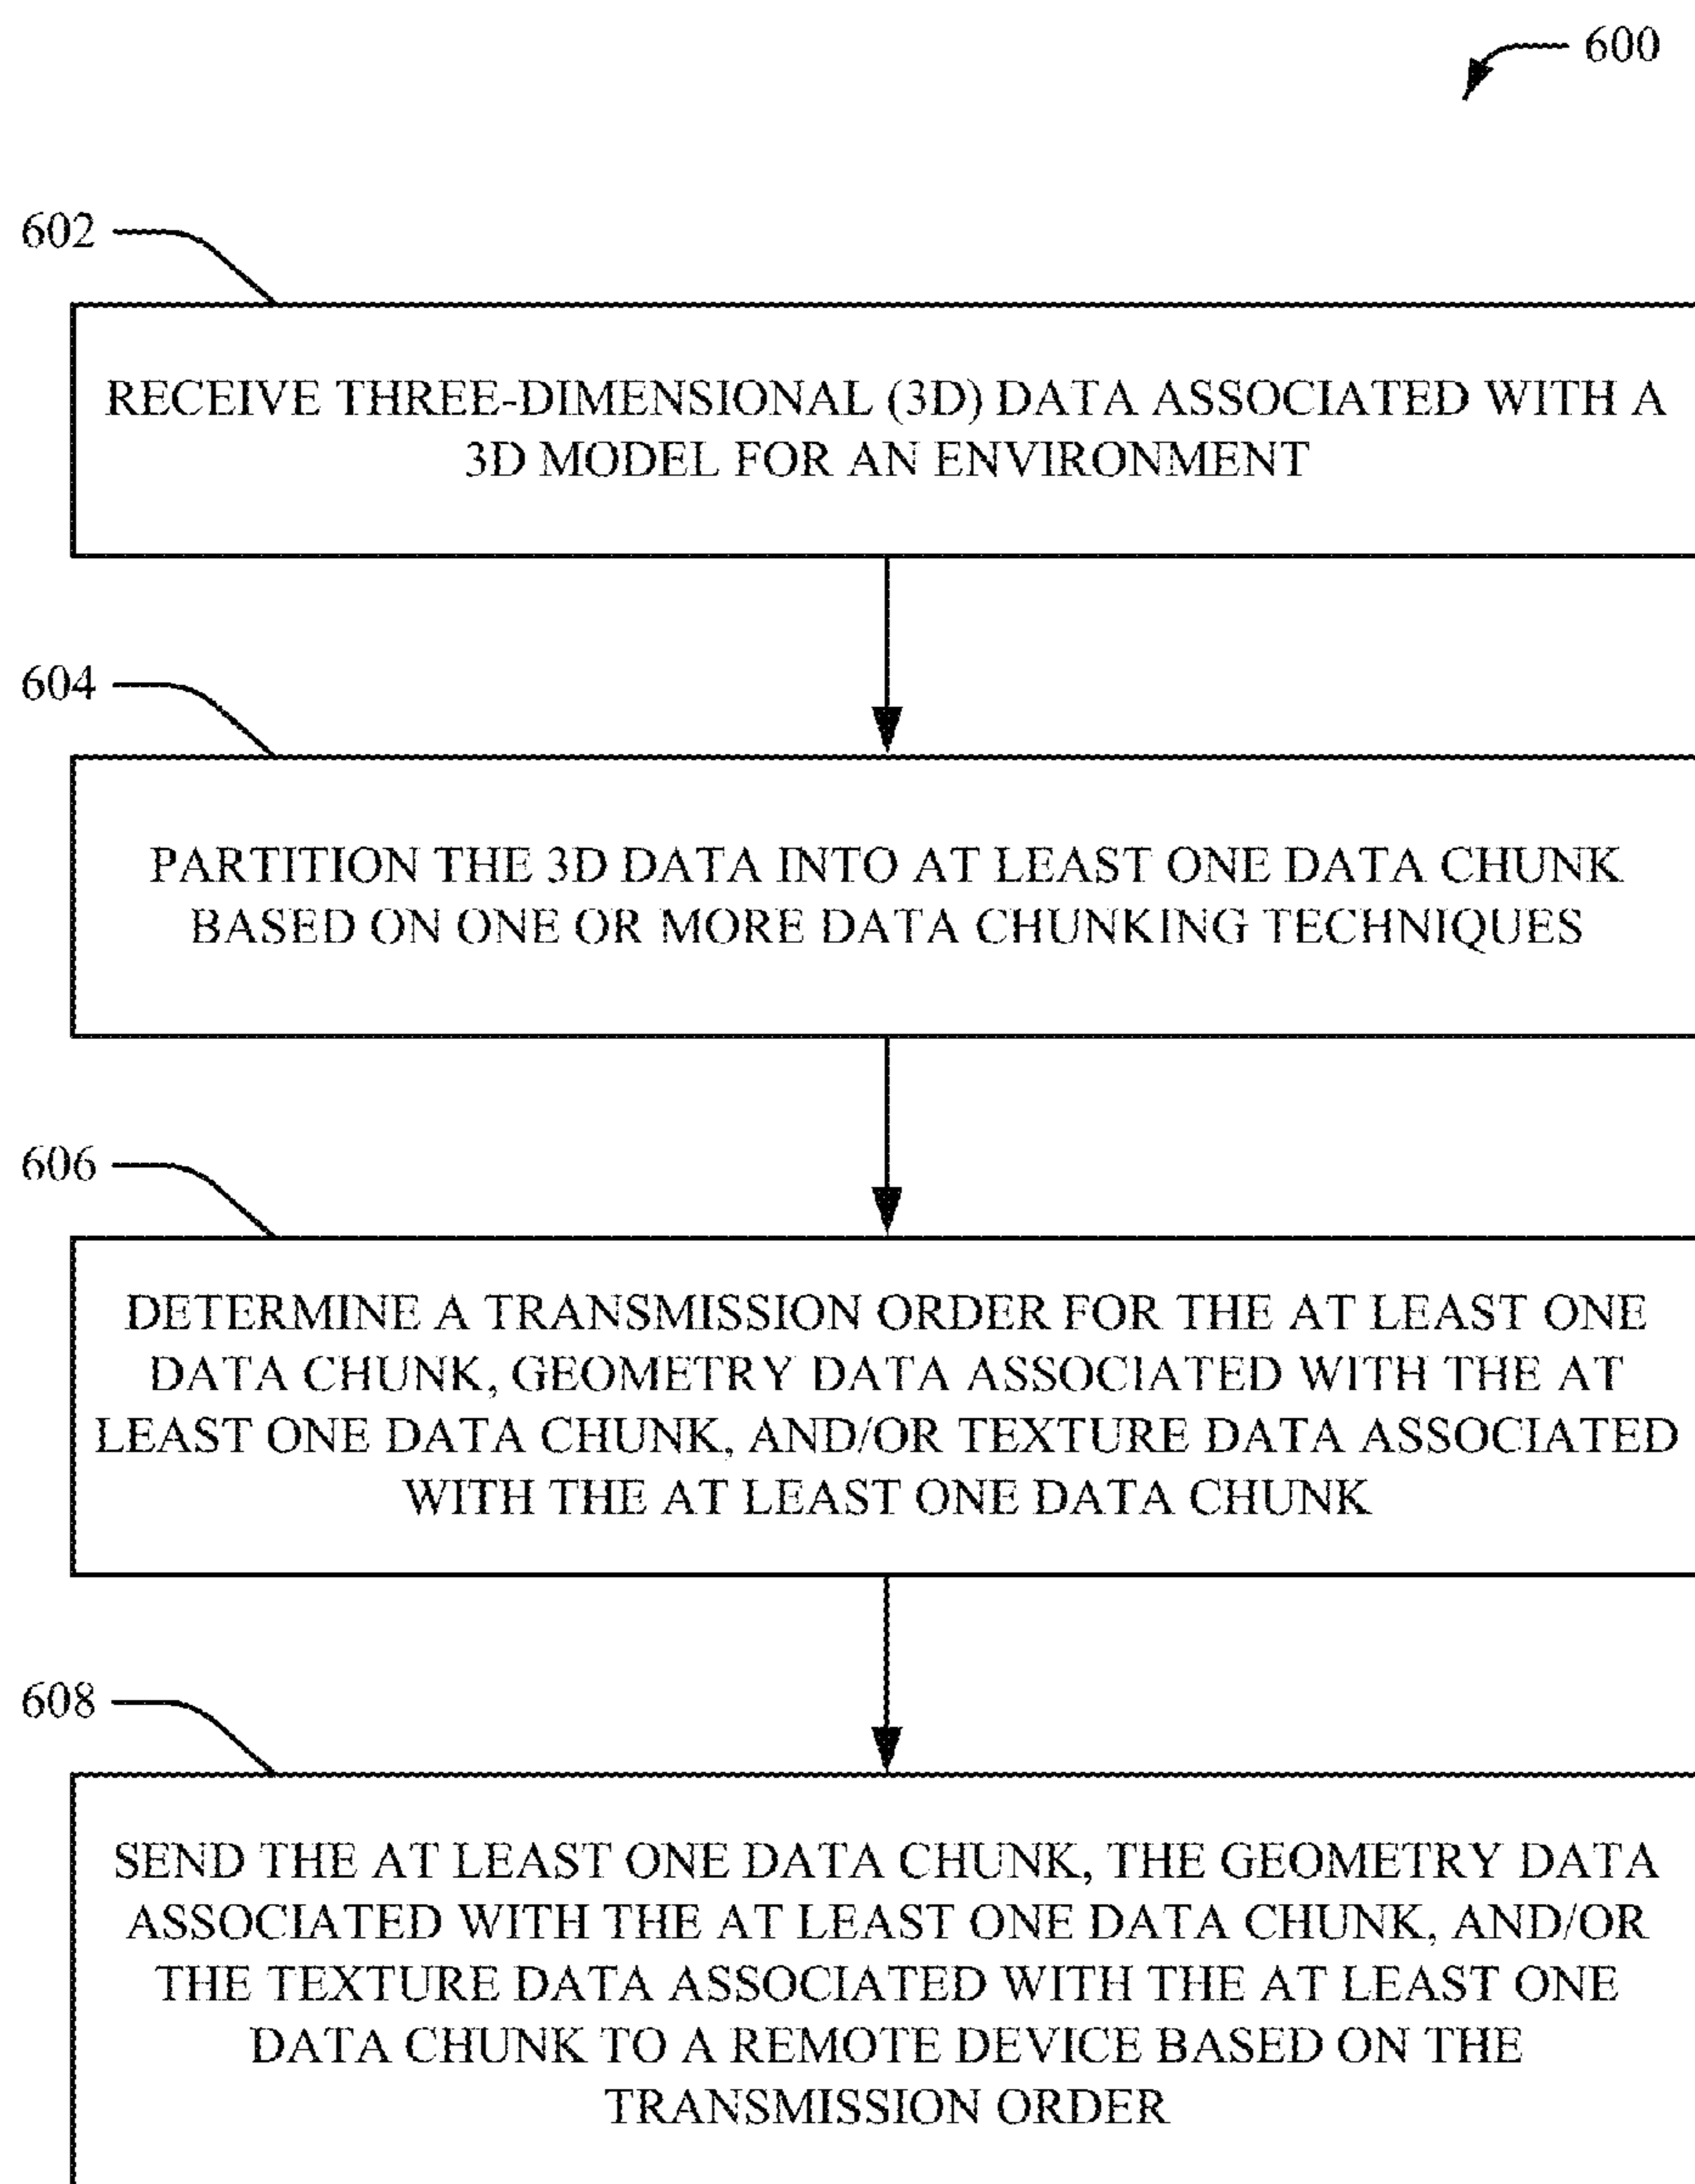 600
602
RECEIVE THREE-DIMENSIONAL (3D) DATA ASSOCIATED WITH A
3D MODEL FOR AN ENVIRONMENT
604
PARTITION THE 3D DATA INTO AT LEAST ONE DATA CHUNK
BASED ON ONE OR MORE DATA CHUNKING TECHNIQUES
606
DETERMINE A TRANSMISSION ORDER FOR THE AT LEAST ONE
DATA CHUNK, GEOMETRY DATA ASSOCIATED WITH THE AT
LEAST ONE DATA CHUNK, AND/OR TEXTURE DATA ASSOCIATED
WITH THE AT LEAST ONE DATA CHUNK
608
SEND THE AT LEAST ONE DATA CHUNK, THE GEOMETRY DATA
ASSOCIATED WITH THE AT LEAST ONE DATA CHUNK, AND/OR
THE TEXTURE DATA ASSOCIATED WITH THE AT LEAST ONE
DATA CHUNK TO A REMOTE DEVICE BASED ON THE
TRANSMISSION ORDER